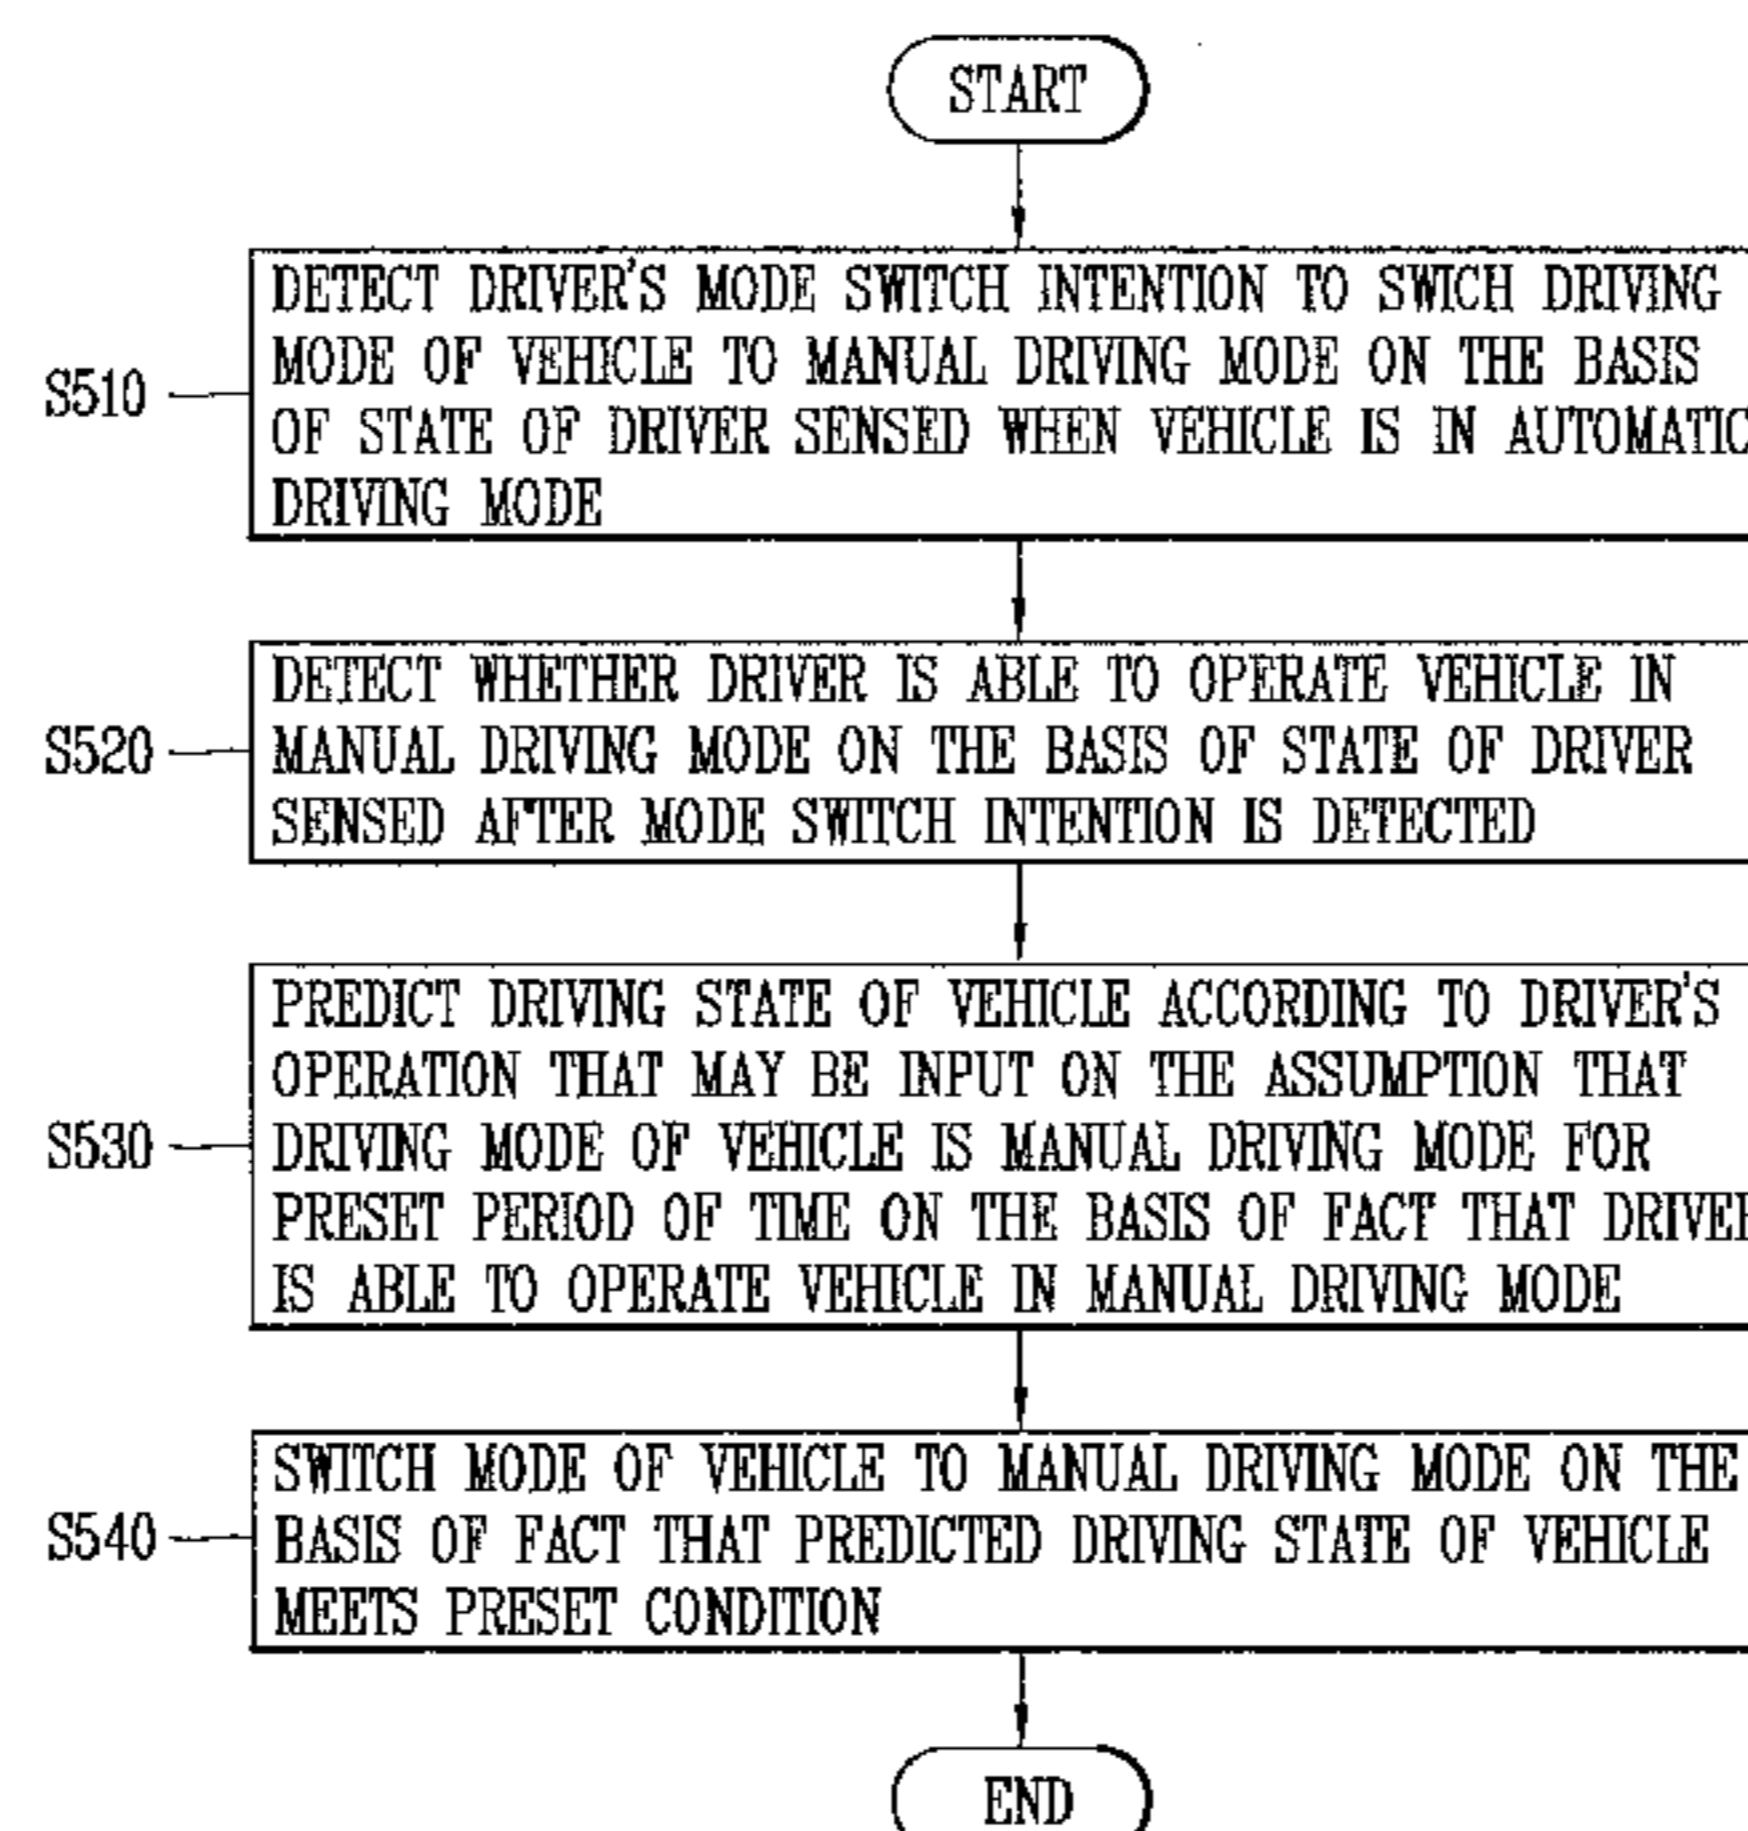 START
DETECT DRIVER'S MODE SWITCH INTENTION TO SWICH DRIVING
MODE OF VEHICLE TO MANUAL DRIVING MODE ON THE BASIS
S510
OF STATE OF DRIVER SENSED WHEN VEHICLE IS IN AUTOMATIC
DRIVING MODE
DETECT WHETHER DRIVER IS ABLE TO OPERATE VEHICLE IN
S520
MANUAL DRIVING MODE ON THE BASIS OF STATE OF DRIVER
SENSED AFTER MODE SWITCH INTENTION IS DETECTED
PREDICT DRIVING STATE OF VEHICLE ACCORDING TO DRIVER'S
OPERATION THAT MAY BE INPUT ON THE ASSUMPTION THAT
S530
DRIVING MODE OF VEHICLE IS MANUAL DRIVING MODE FOR
PRESET PERIOD OF TIME ON THE BASIS OF FACT THAT DRIVER
IS ABLE TO OPERATE VEHICLE IN MANUAL DRIVING MODE
SWITCH MODE OF VEHICLE TO MANUAL DRIVING MODE ON THE
S540
BASIS OF FACT THAT PREDICTED DRIVING STATE OF VEHICLE
MEETS PRESET CONDITION
END